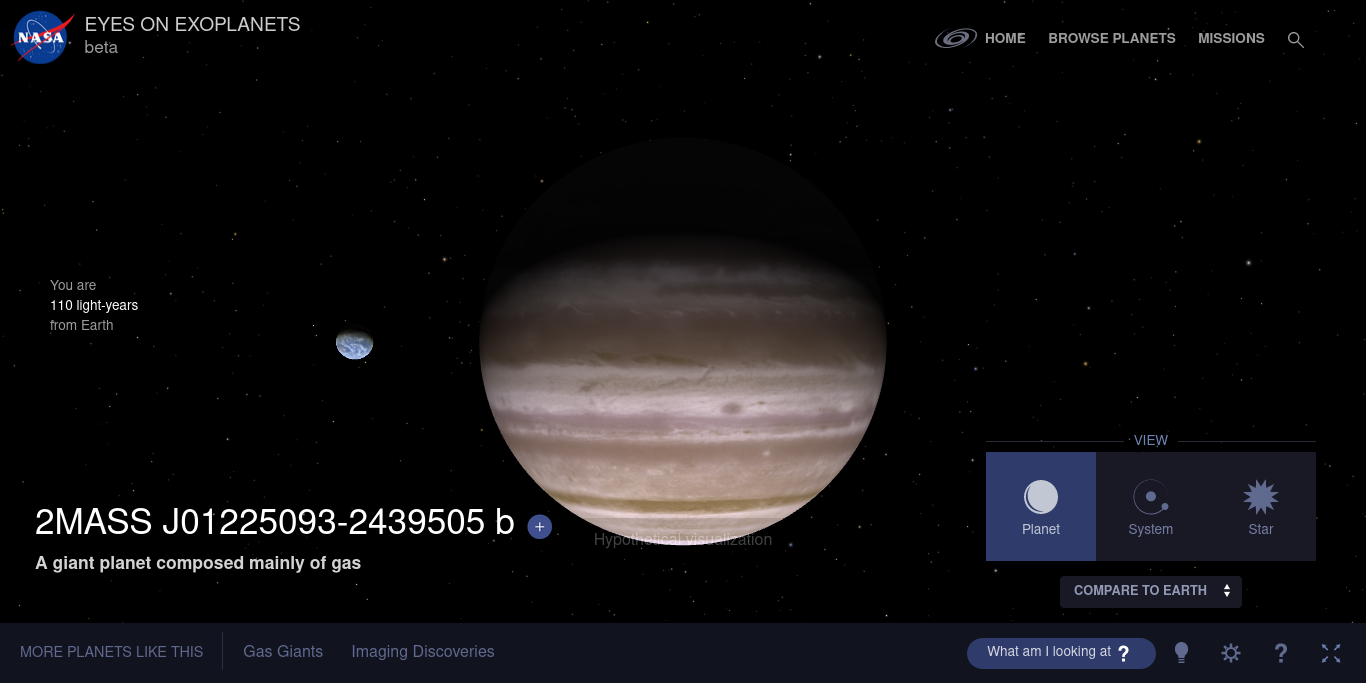 NASA
EYES ON EXOPLANETS
beta
HOME
BROWSE PLANETS
MISSIONS
You are
110 light-years
from Earth
VIEW
Planet
System
Star
2MASS J01225093-2439505 b +
Hypothetical visualization
A giant planet composed mainly of gas
COMPARE TO EARTH
MORE PLANETS LIKE THIS
Gas Giants
Imaging Discoveries
What am I looking at ?
?